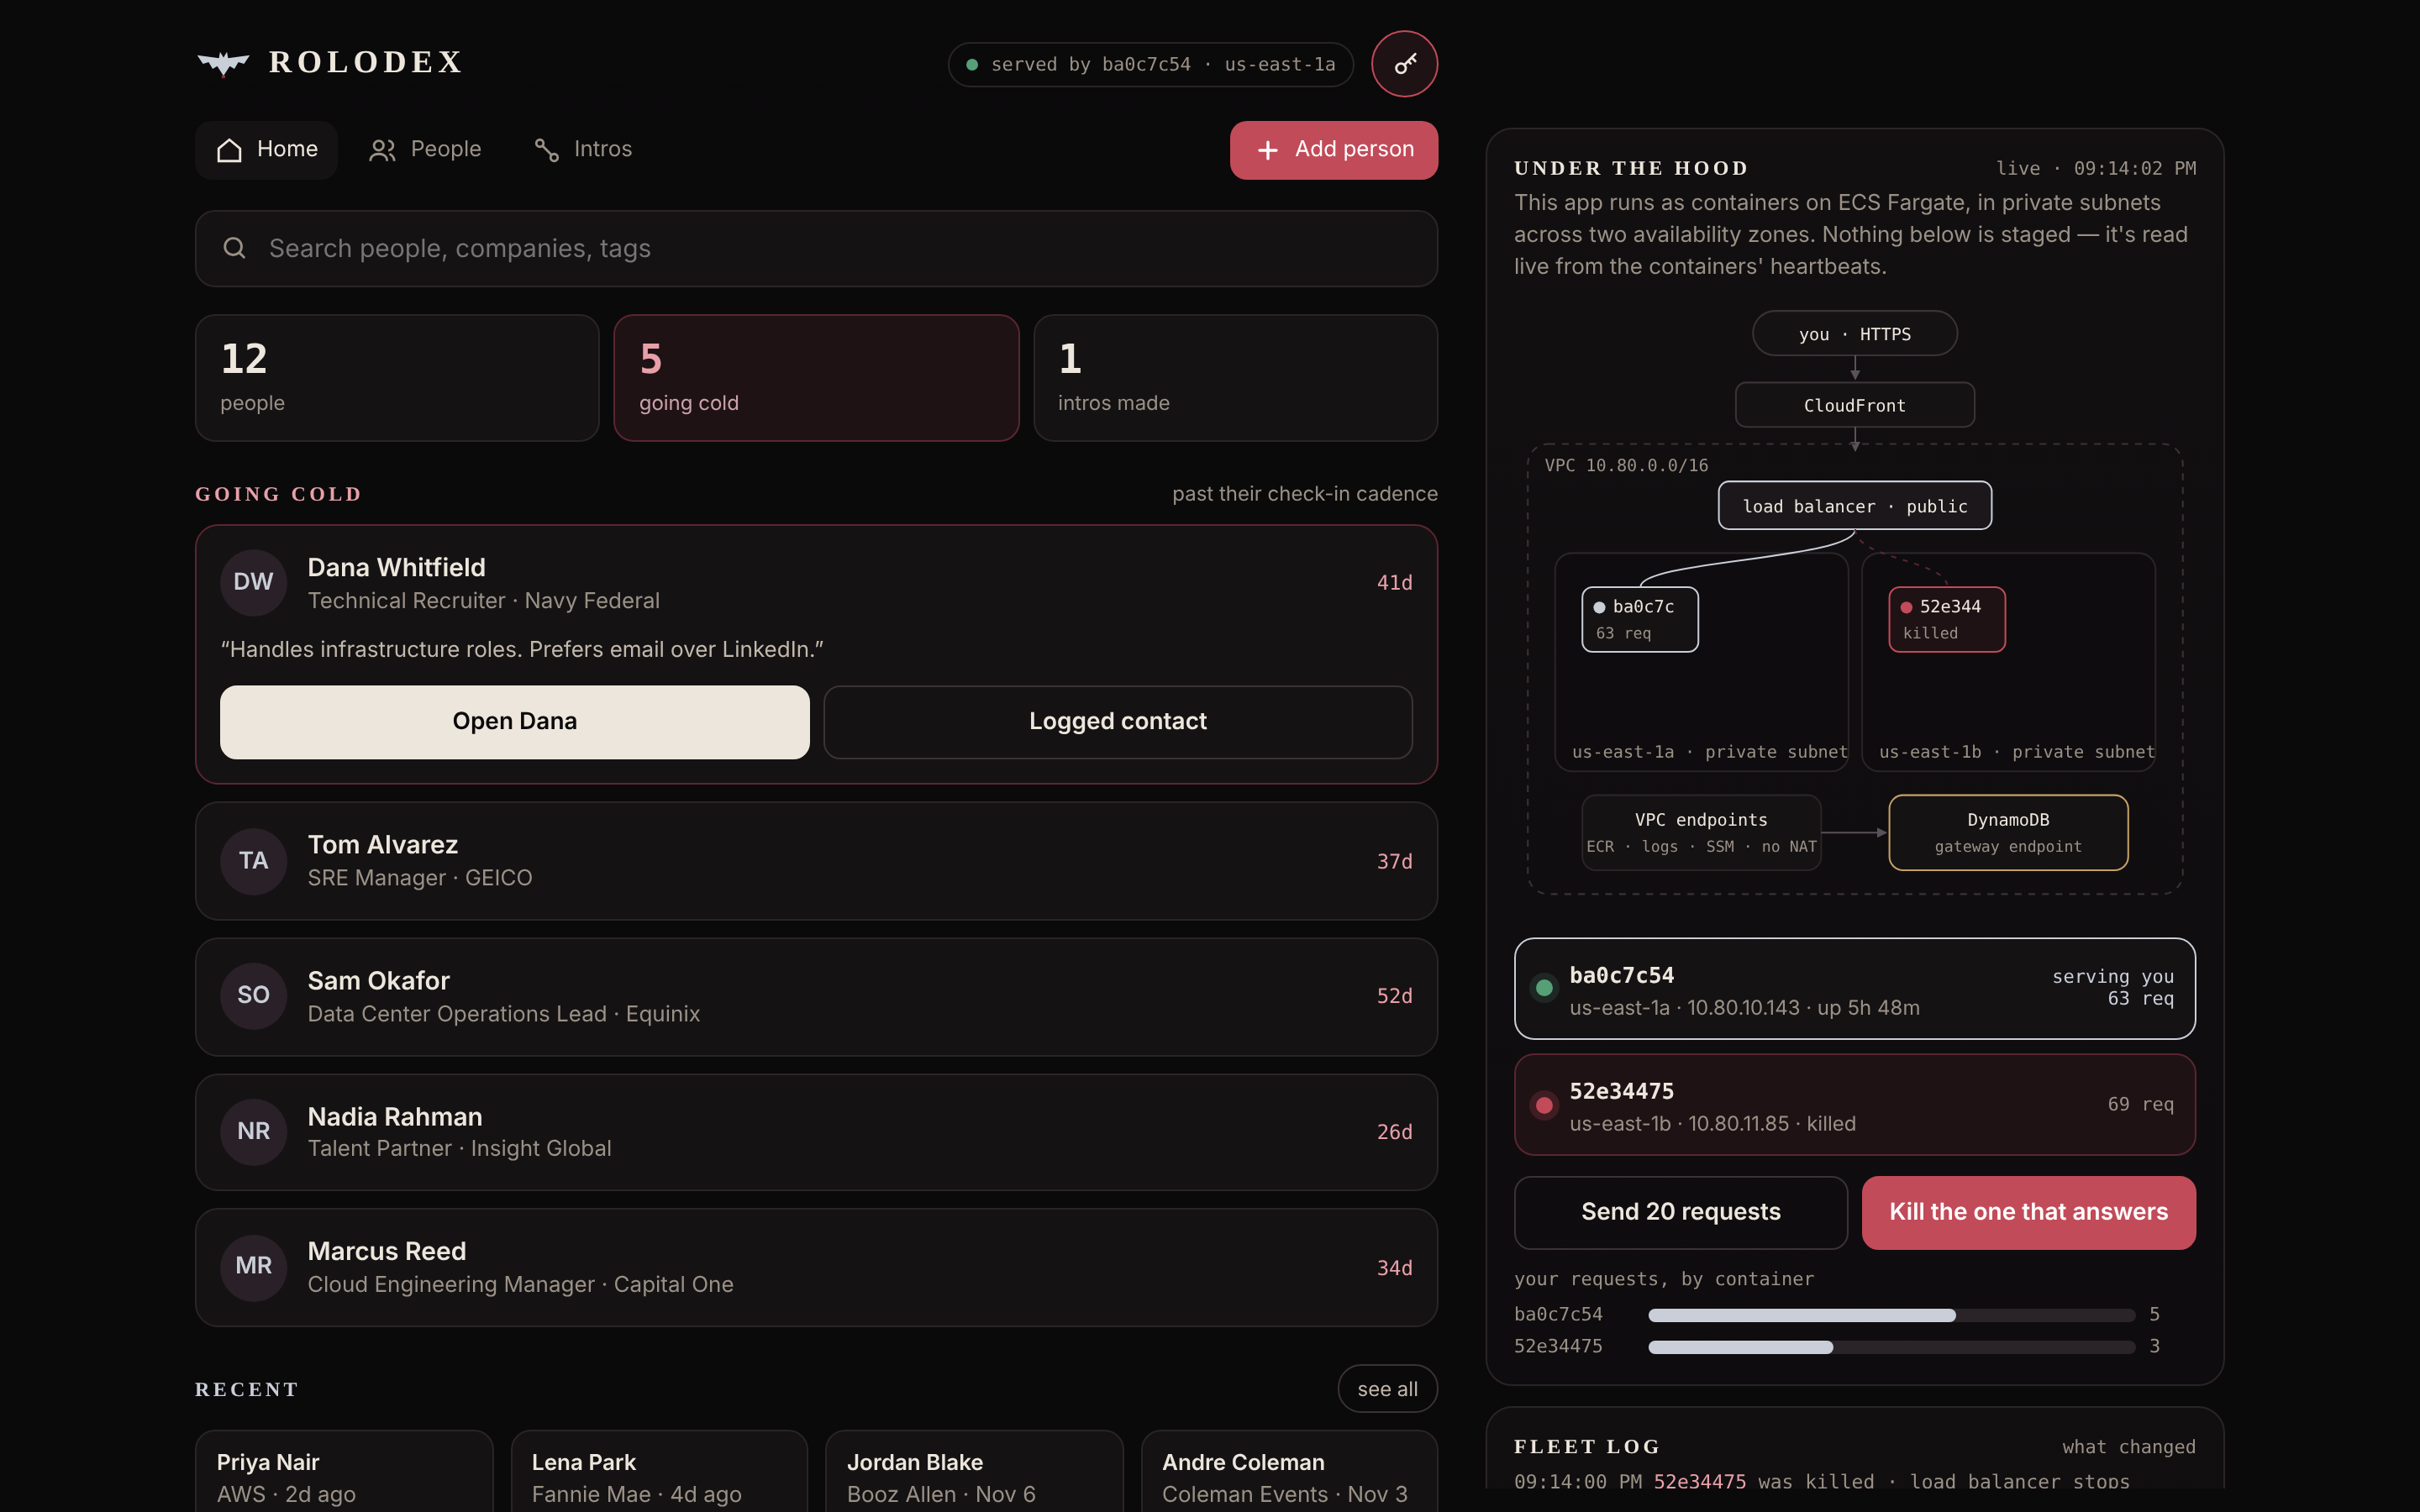 ROLODEX
served by ba0c7c54 · us-east-1a
Home
People
Intros
Add person
Search people, companies, tags
12
people
5
going cold
1
intros made
GOING COLD
past their check-in cadence
DW
Dana Whitfield
Technical Recruiter · Navy Federal
41d
“Handles infrastructure roles. Prefers email over LinkedIn.”
Open Dana
Logged contact
TA
Tom Alvarez
SRE Manager · GEICO
37d
SO
Sam Okafor
Data Center Operations Lead · Equinix
52d
NR
Nadia Rahman
Talent Partner · Insight Global
26d
MR
Marcus Reed
Cloud Engineering Manager · Capital One
34d
RECENT
see all
Priya Nair
AWS · 2d ago
Lena Park
Fannie Mae · 4d ago
Jordan Blake
Booz Allen · Nov 6
Andre Coleman
Coleman Events · Nov 3
UNDER THE HOOD
live · 09:14:02 PM
This app runs as containers on ECS Fargate, in private subnets
across two availability zones. Nothing below is staged — it's read
live from the containers' heartbeats.
you · HTTPS
CloudFront
VPC 10.80.0.0/16
load balancer · public
ba0c7c
63 req
52e344
killed
us-east-1a · private subnet
us-east-1b · private subnet
VPC endpoints
ECR · logs · SSM · no NAT
DynamoDB
gateway endpoint
ba0c7c54
us-east-1a · 10.80.10.143 · up 5h 48m
serving you
63 req
52e34475
us-east-1b · 10.80.11.85 · killed
69 req
Send 20 requests
Kill the one that answers
your requests, by container
ba0c7c54
5
52e34475
3
FLEET LOG
what changed
09:14:00 PM 52e34475 was killed · load balancer stops